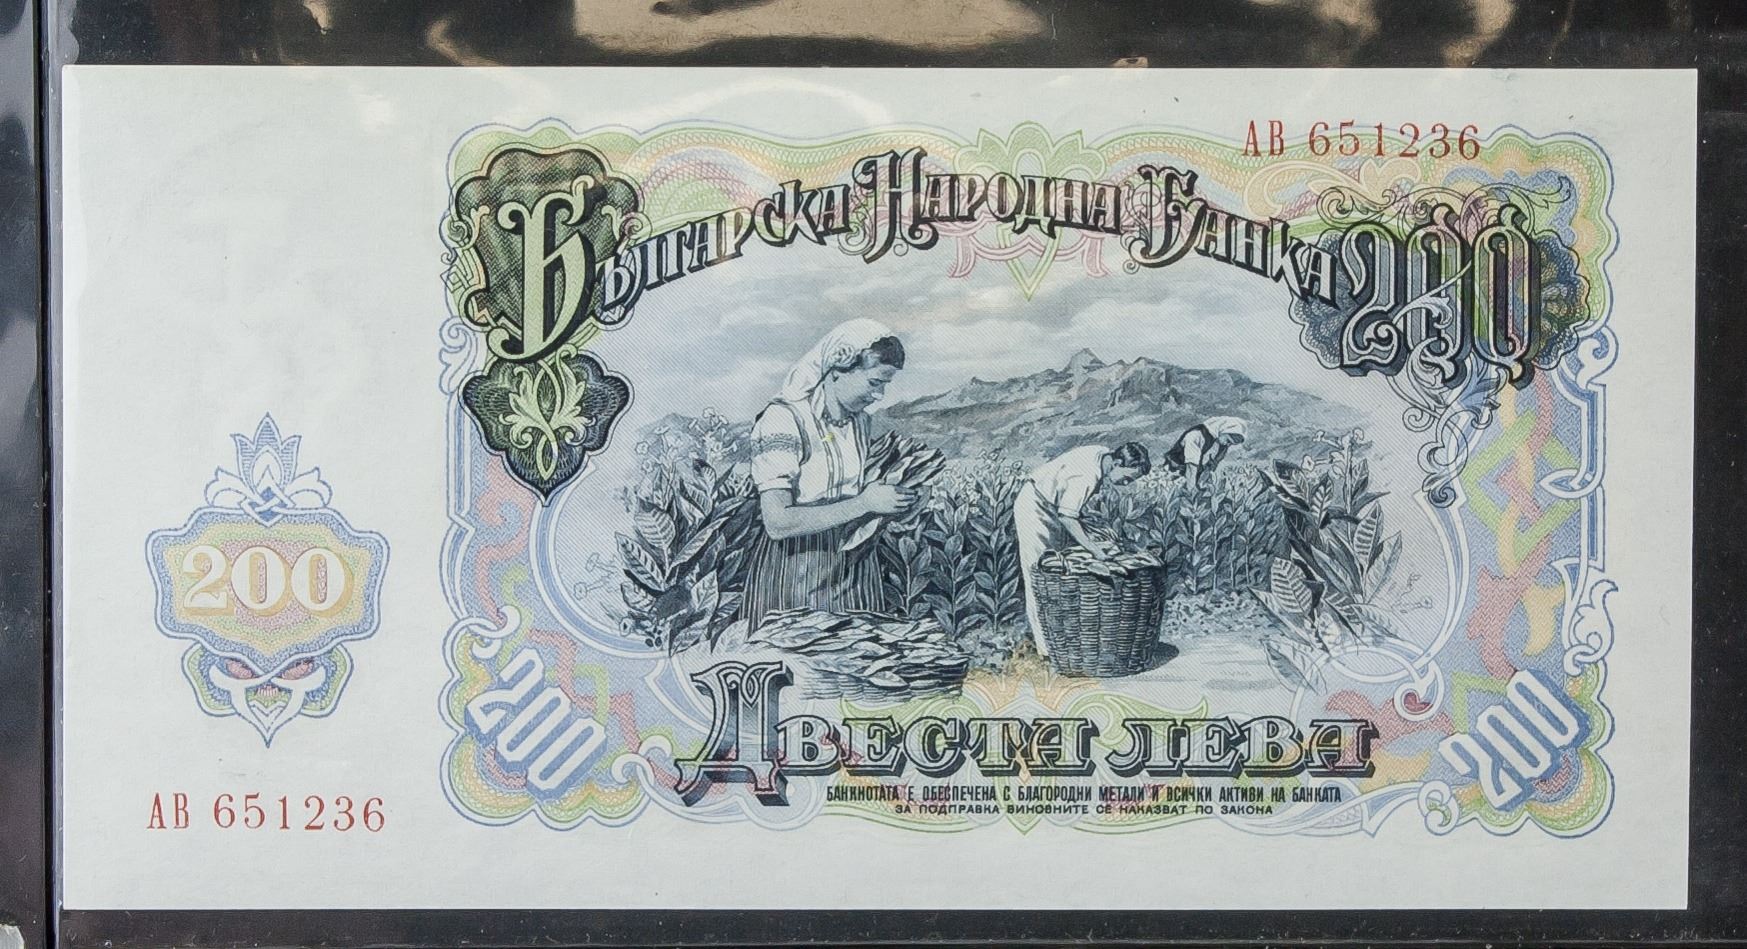 АВ 651236
Българска Народна Банка 200
200
Двеста лева
200
200
БАНКНОТАТА Е ОБЕСПЕЧЕНА С БЛАГОРОДНИ МЕТАЛИ И ВСИЧКИ АКТИВИ НА БАНКАТА
ЗА ПОДПРАВКА ВИНОВНИТЕ СЕ НАКАЗВАТ ПО ЗАКОНА
АВ 651236